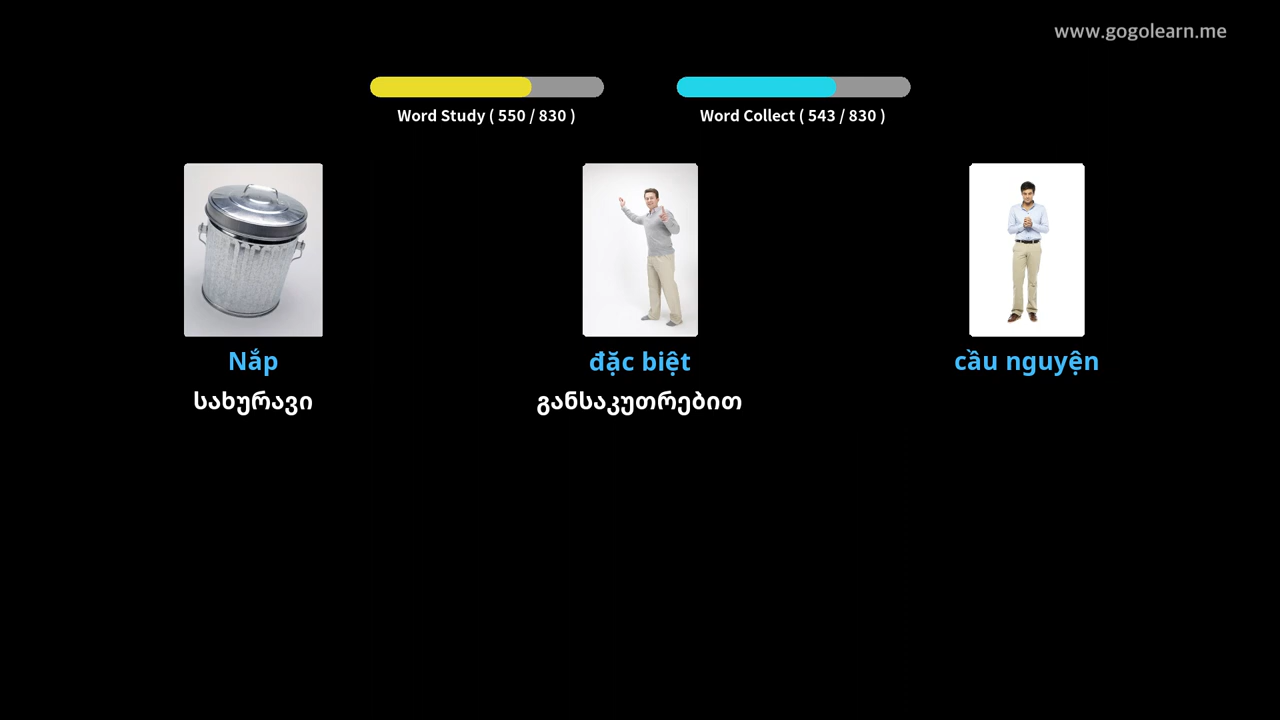 www.gogolearn.me
Word Study ( 550 / 830 )
Word Collect ( 543 / 830 )
Nắp
đặc biệt
cầu nguyện
სახურავი
განსაკუთრებით